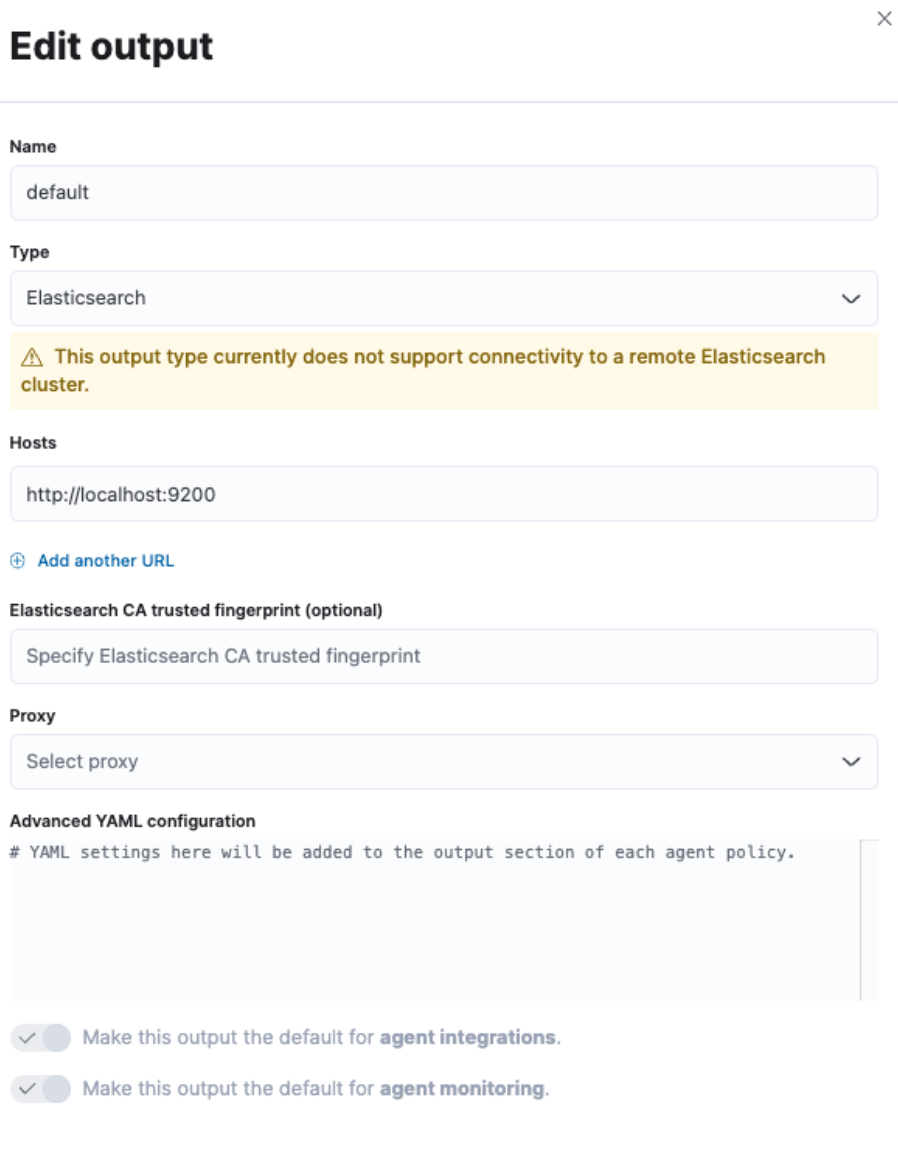 Edit output
Name
default
Type
Elasticsearch
This output type currently does not support connectivity to a remote Elasticsearch
cluster.
Hosts
http://localhost:9200
Add another URL
Elasticsearch CA trusted fingerprint (optional)
Specify Elasticsearch CA trusted fingerprint
Proxy
Select proxy
Advanced YAML configuration
# YAML settings here will be added to the output section of each agent policy.
Make this output the default for agent integrations.
Make this output the default for agent monitoring.